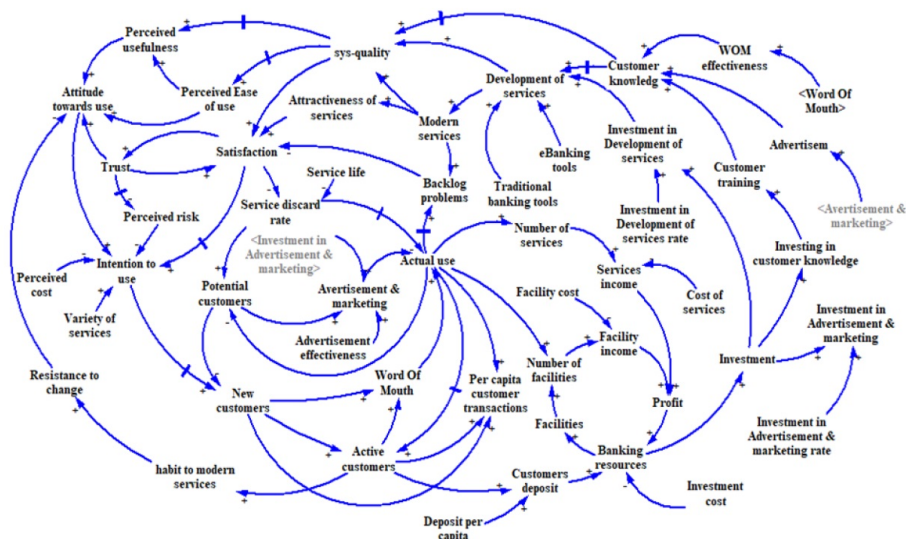 Perceived
usefulness
sys-quality
Customer
knowledg
WOM
effectiveness
<Word Of
Mouth>
Attitude
towards use
Perceived Ease
of use
Attractiveness of
services
Modern
services
Development of
services
Investment in
Development of
services
Advertisem
Trust
Satisfaction
Service life
Backlog
problems
eBanking
tools
Traditional
banking tools
Customer
training
<Avertisement &
marketing>
Perceived risk
Service discard
rate
<Investment in
Advertisement &
marketing>
Number of
services
Investment in
Development of
services rate
Investing in
customer knowledge
Perceived
cost
Intention to
use
Potential
customers
Avertisement &
marketing
Actual use
Services
income
Cost of
services
Facility cost
Variety of
services
Advertisement
effectiveness
Facility
income
Investment in
Advertisement &
marketing
Investment
Resistance to
change
New
customers
Word Of
Mouth
Per capita
customer
transactions
Number of
facilities
Profit
Facilities
Investment in
Advertisement &
marketing rate
habit to modern
services
Active
customers
Customers
deposit
Banking
resources
Investment
cost
Deposit per
capita